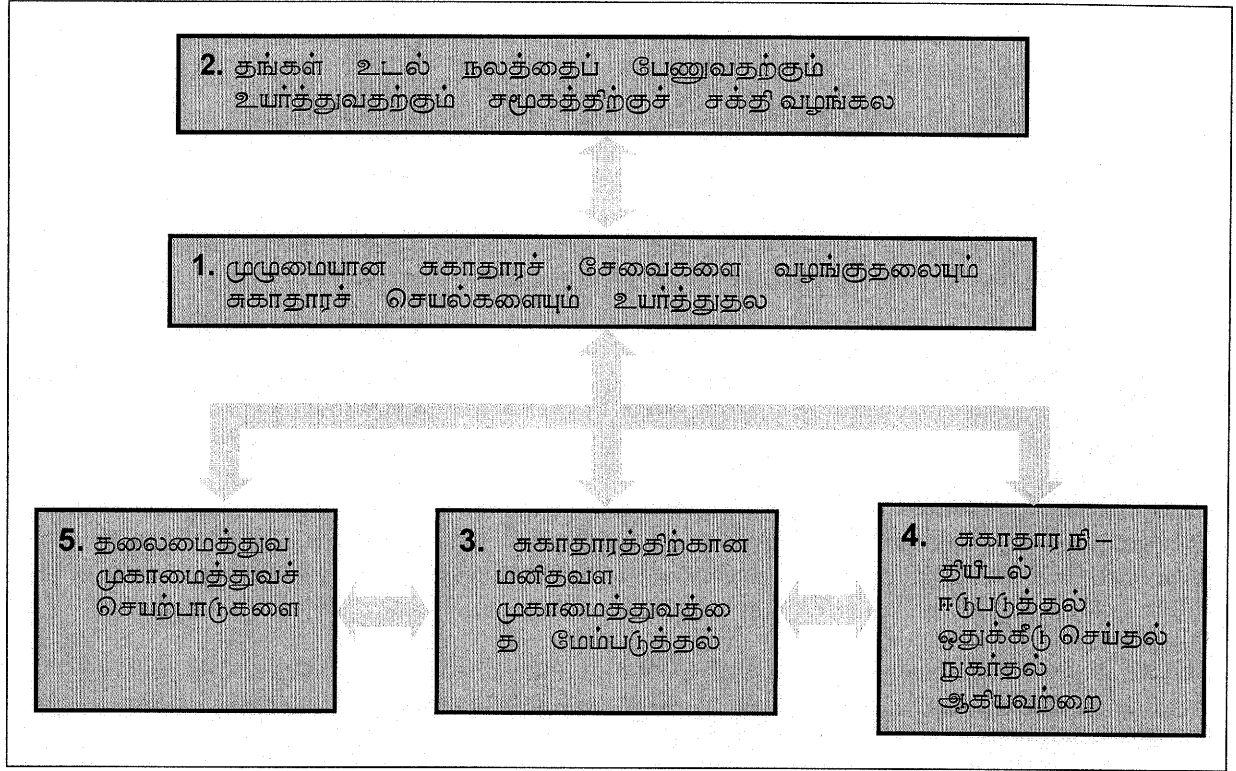 2. தங்கள் உடல் நலத்தைப் பேணுவதற்கும்
உயர்த்துவதற்கும் சமூகத்திற்குச் சக்தி வழங்கல
1. முழுமையான சுகாதாரச் சேவைகளை வழங்குதலையும்
சுகாதாரச் செயல்களையும் உயர்த்துதல
5. தலைமைத்துவ
முகாமைத்துவச்
செயற்பாடுகளை
3. சுகாதாரத்திற்கான
மனிதவள
முகாமைத்துவத்தை
த மேம்படுத்தல்
4. சுகாதார நி –
தியீடல்
ஈடுபடுத்தல்
ஒதுக்கீடு செய்தல்
நுகர்தல்
ஆகியவற்றை